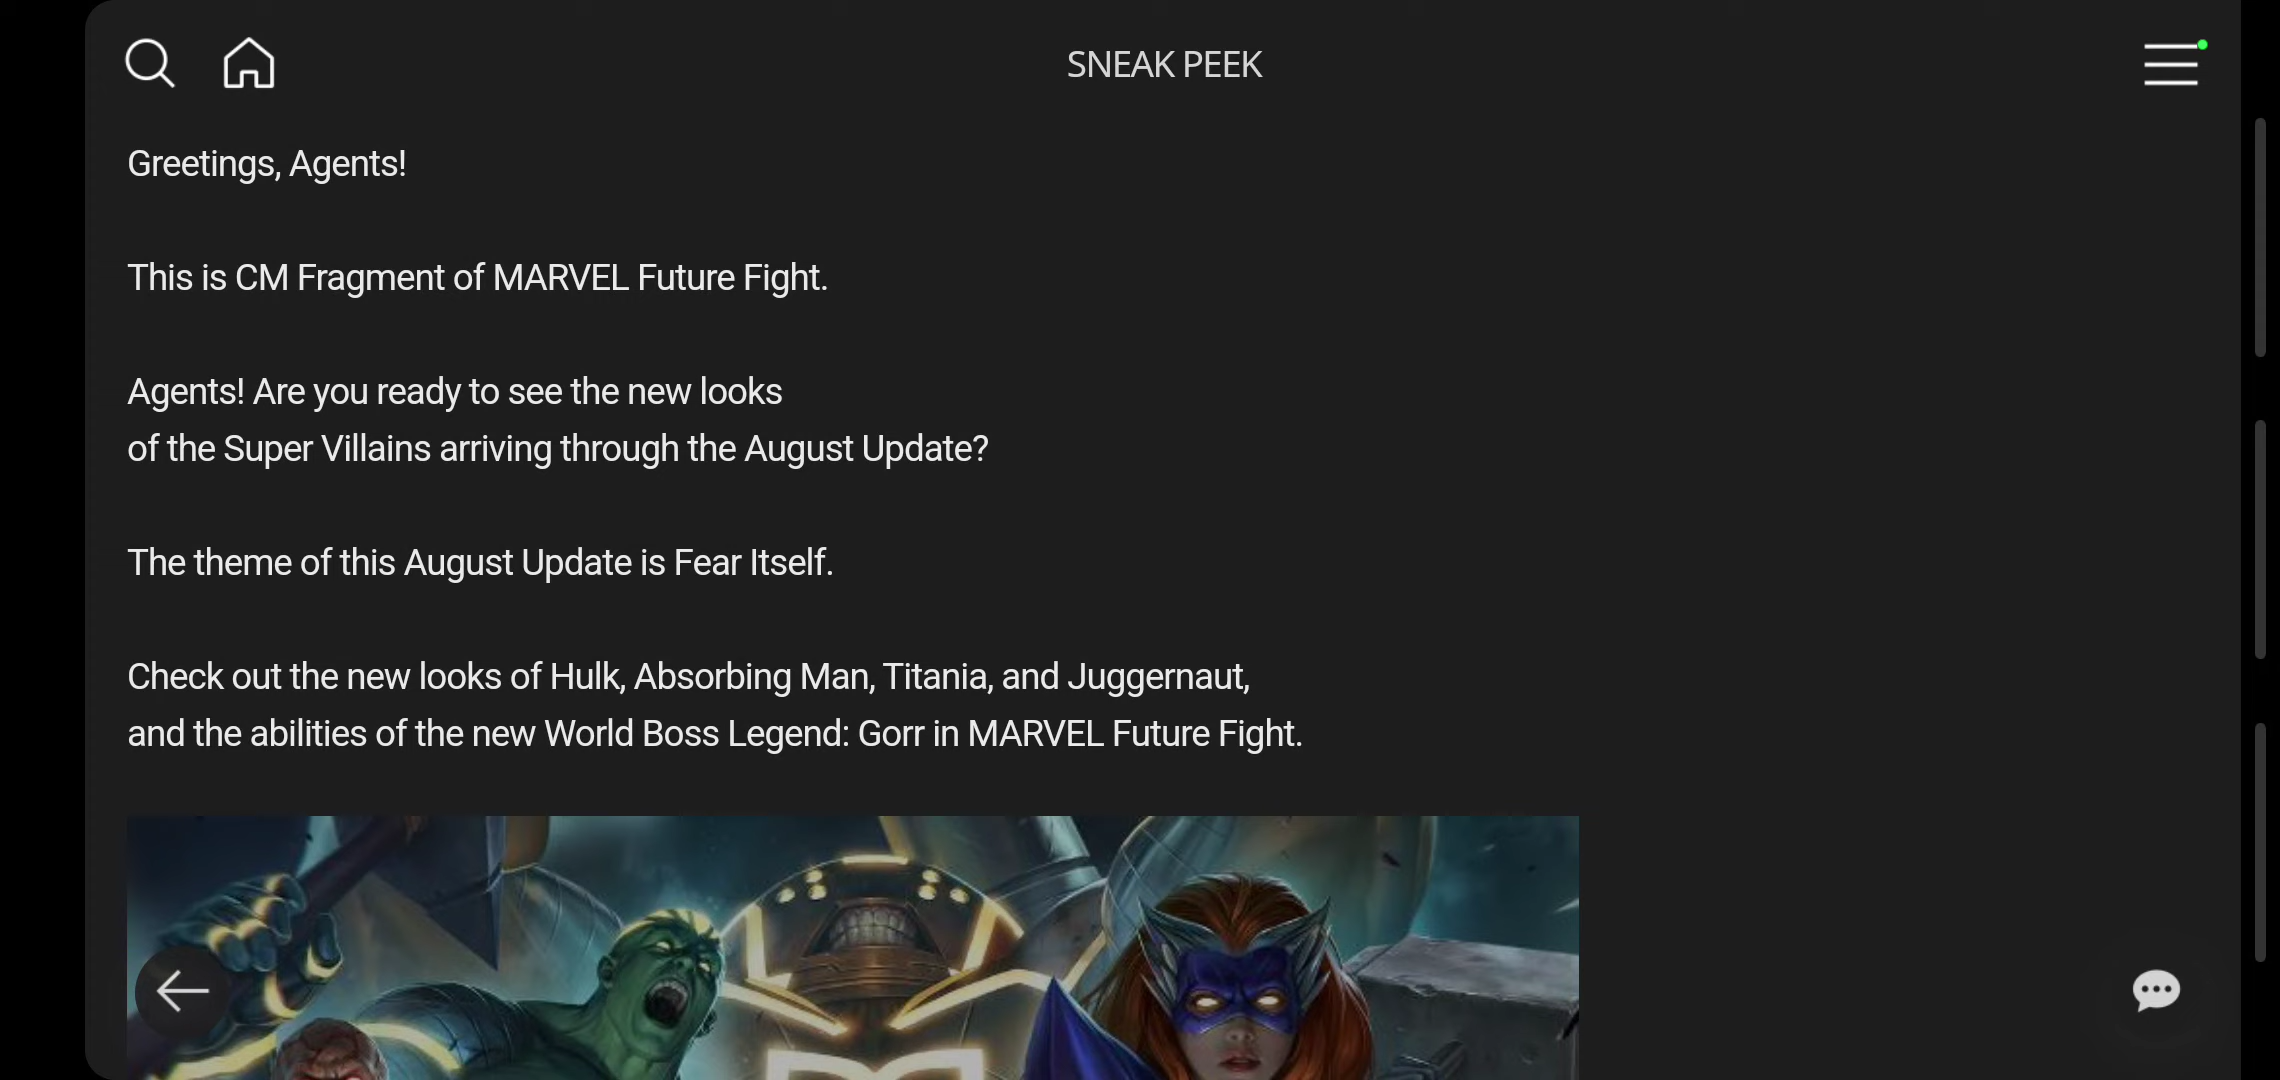 SNEAK PEEK
Greetings, Agents!
This is CM Fragment of MARVEL Future Fight.
Agents! Are you ready to see the new looks
of the Super Villains arriving through the August Update?
The theme of this August Update is Fear Itself.
Check out the new looks of Hulk, Absorbing Man, Titania, and Juggernaut,
and the abilities of the new World Boss Legend: Gorr in MARVEL Future Fight.